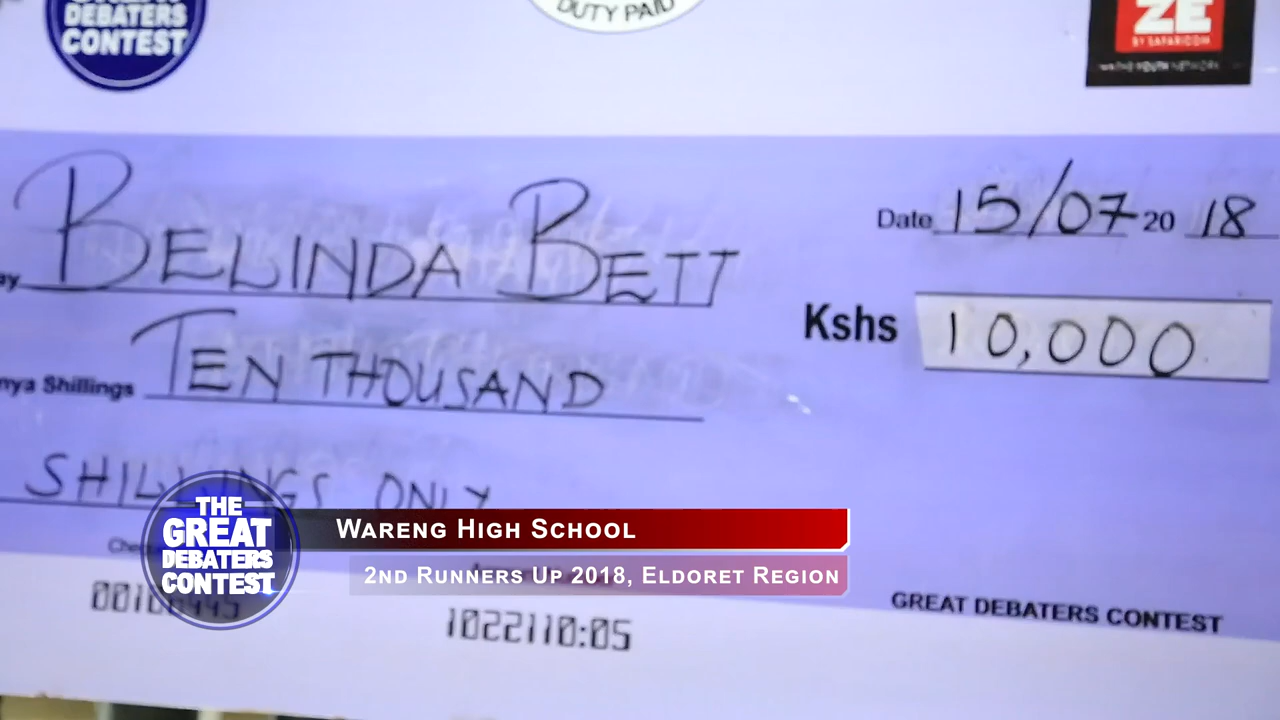 DEBATERS
CONTEST
DUTY PAID
ZE
BY SAFARICOM
BELINDA BETT
Date 15/07 20 18
Kshs 10,000
nya Shillings TEN THOUSAND
SHILLINGS ONLY
THE
GREAT
DEBATERS
CONTEST
WARENG HIGH SCHOOL
2ND RUNNERS UP 2018, ELDORET REGION
1022110:05
GREAT DEBATERS CONTEST